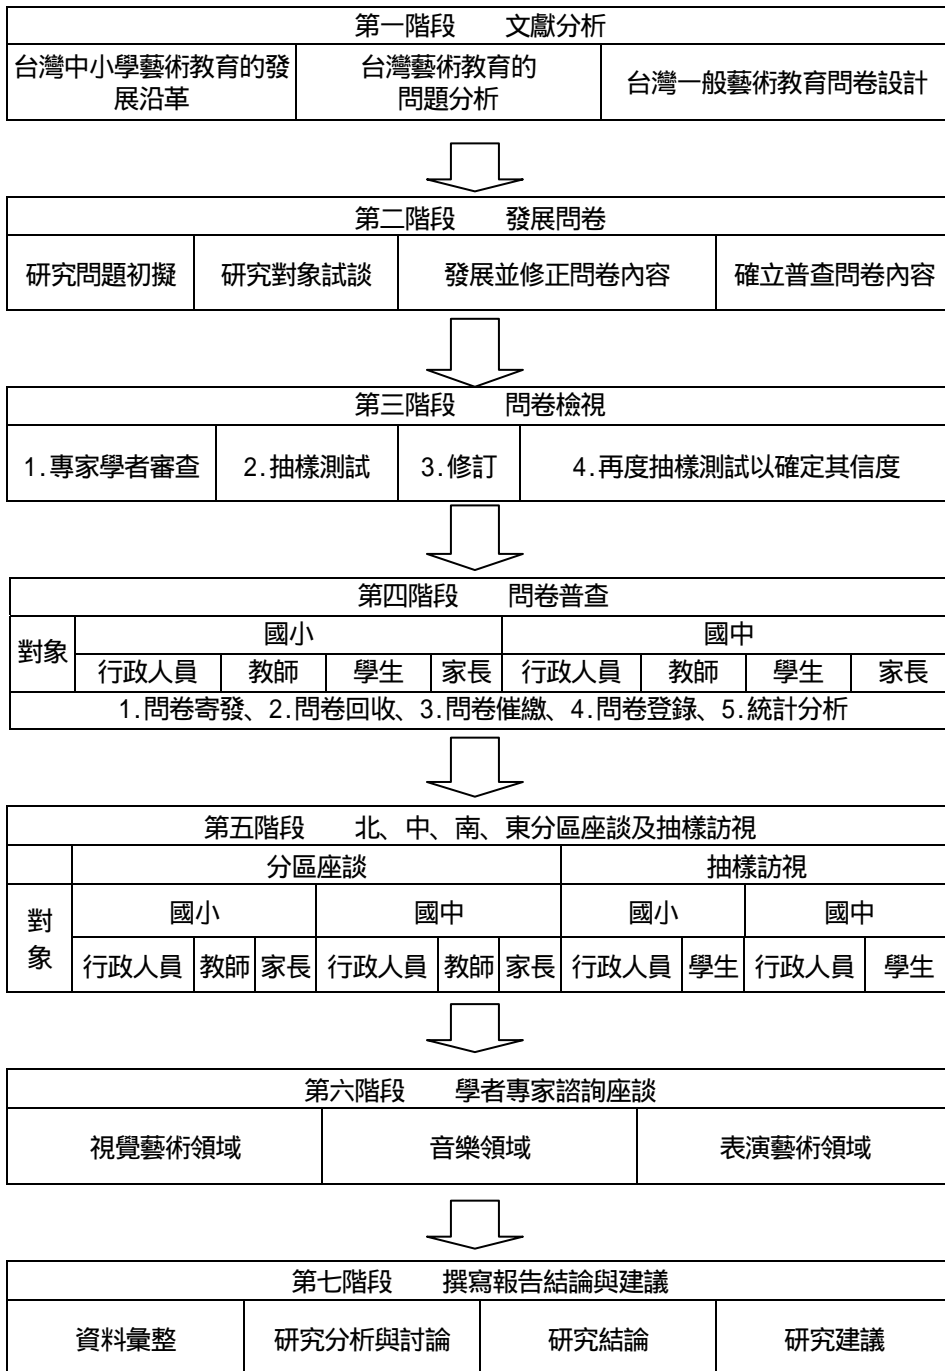 第一階段　　文獻分析
台灣中小學藝術教育的發
展沿革
台灣藝術教育的
問題分析
台灣一般藝術教育問卷設計
第二階段　　發展問卷
研究問題初擬
研究對象試談
發展並修正問卷內容
確立普查問卷內容
第三階段　　問卷檢視
1.專家學者審查
2.抽樣測試
3.修訂
4.再度抽樣測試以確定其信度
第四階段　　問卷普查
對象
國小
國中
行政人員
教師
學生
家長
行政人員
教師
學生
家長
1.問卷寄發、2.問卷回收、3.問卷催繳、4.問卷登錄、5.統計分析
第五階段　　北、中、南、東分區座談及抽樣訪視
分區座談
抽樣訪視
對
象
國小
國中
國小
國中
行政人員
教師
家長
行政人員
教師
家長
行政人員
學生
行政人員
學生
第六階段　　學者專家諮詢座談
視覺藝術領域
音樂領域
表演藝術領域
第七階段　　撰寫報告結論與建議
資料彙整
研究分析與討論
研究結論
研究建議